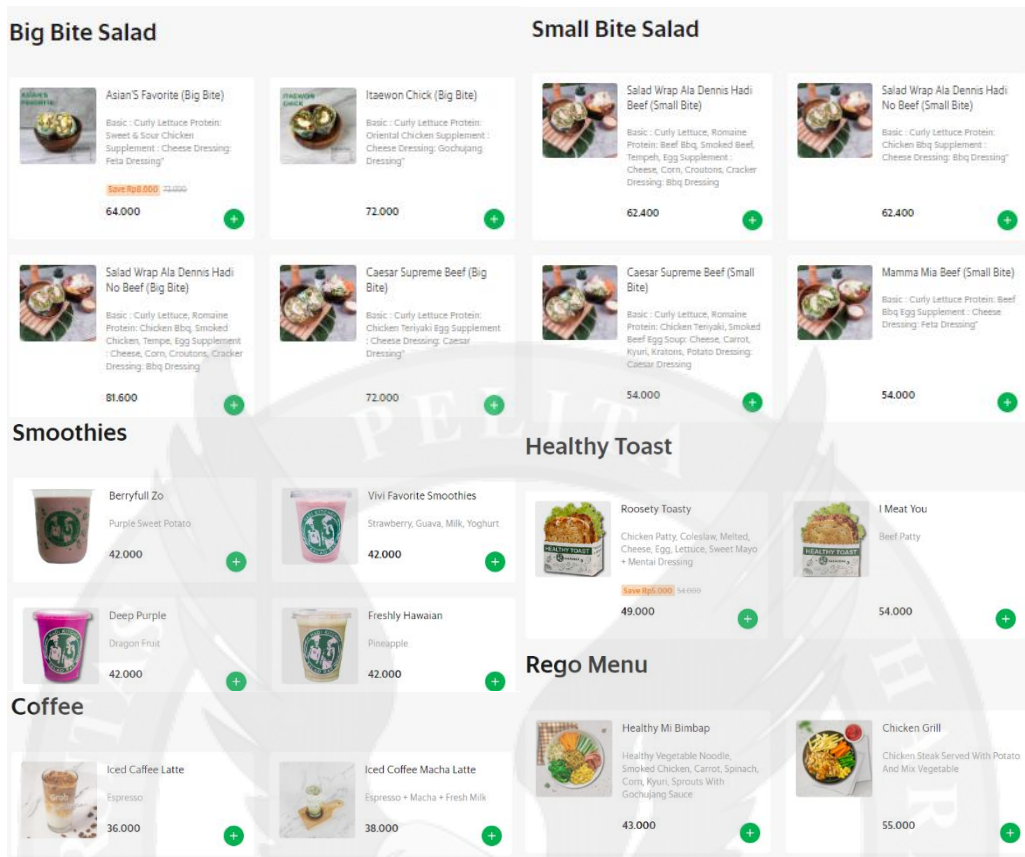 Big Bite Salad
ASIAN'S
FAVORITE
Asian'S Favorite (Big Bite)
Basic : Curly Lettuce Protein:
Sweet & Sour Chicken
Supplement : Cheese Dressing:
Feta Dressing"
Save Rp8.000 72.000
64.000
ITAEWON
CHICK
Itaewon Chick (Big Bite)
Basic : Curly Lettuce Protein:
Oriental Chicken Supplement :
Cheese Dressing: Gochujang
Dressing"
72.000
Salad Wrap Ala Dennis Hadi
No Beef (Big Bite)
Basic : Curly Lettuce, Romaine
Protein: Chicken Bbq, Smoked
Chicken, Tempe, Egg Supplement
: Cheese, Corn, Croutons, Cracker
Dressing: Bbq Dressing
81.600
Caesar Supreme Beef (Big
Bite)
Basic : Curly Lettuce Protein:
Chicken Teriyaki Egg Supplement
: Cheese Dressing: Caesar
Dressing"
72.000
Small Bite Salad
Salad Wrap Ala Dennis Hadi
Beef (Small Bite)
Basic : Curly Lettuce, Romaine
Protein: Beef Bbq, Smoked Beef,
Tempeh, Egg Supplement :
Cheese, Corn, Croutons, Cracker
Dressing: Bbq Dressing
62.400
Salad Wrap Ala Dennis Hadi
No Beef (Small Bite)
Basic : Curly Lettuce Protein:
Chicken Bbq Supplement :
Cheese Dressing: Bbq Dressing"
62.400
Caesar Supreme Beef (Small
Bite)
Basic : Curly Lettuce, Romaine
Protein: Chicken Teriyaki, Smoked
Beef Egg Soup: Cheese, Carrot,
Kyuri, Kratons, Potato Dressing:
Caesar Dressing
54.000
Mamma Mia Beef (Small Bite)
Basic : Curly Lettuce Protein: Beef
Bbq Egg Supplement : Cheese
Dressing: Feta Dressing"
54.000
Smoothies
Berryfull Zo
Purple Sweet Potato
42.000
Vivi Favorite Smoothies
Strawberry, Guava, Milk, Yoghurt
42.000
Deep Purple
Dragon Fruit
42.000
Freshly Hawaian
Pineapple
42.000
Healthy Toast
HEALTHY TOAST
Roosety Toasty
Chicken Patty, Coleslaw, Melted,
Cheese, Egg, Lettuce, Sweet Mayo
+ Mentai Dressing
Save Rp5.000 54.000
49.000
HEALTHY TOAST
I Meat You
Beef Patty
54.000
Coffee
Grab
Iced Caffee Latte
Espresso
36.000
Iced Coffee Macha Latte
Espresso + Macha + Fresh Milk
38.000
Rego Menu
Healthy Mi Bimbap
Healthy Vegetable Noodle,
Smoked Chicken, Carrot, Spinach,
Corn, Kyuri, Sprouts With
Gochujang Sauce
43.000
Chicken Grill
Chicken Steak Served With Potato
And Mix Vegetable
55.000
PELITA
HAR